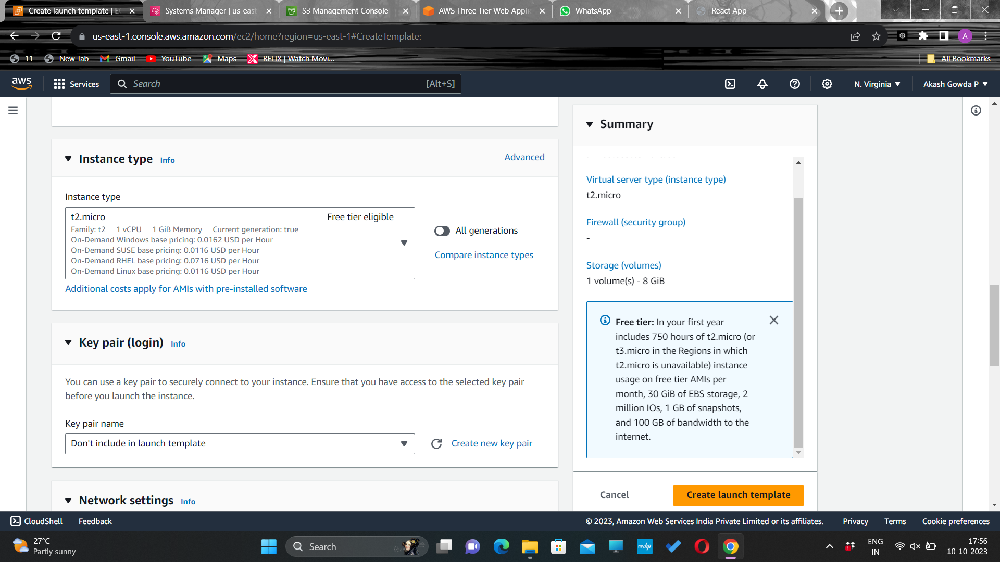 Create launch template | EC
Systems Manager | us-east
S3 Management Console
AWS Three Tier Web Applic
WhatsApp
React App
us-east-1.console.aws.amazon.com/ec2/home?region=us-east-1#CreateTemplate:
A
11
New Tab
Gmail
YouTube
Maps
BFLIX | Watch Movi...
All Bookmarks
aws
Services
Search
[Alt+S]
N. Virginia
Akash Gowda P
Instance type Info
Advanced
Instance type
t2.micro
Free tier eligible
Family: t2 1 vCPU 1 GiB Memory Current generation: true
On-Demand Windows base pricing: 0.0162 USD per Hour
On-Demand SUSE base pricing: 0.0116 USD per Hour
On-Demand RHEL base pricing: 0.0716 USD per Hour
On-Demand Linux base pricing: 0.0116 USD per Hour
All generations
Compare instance types
Additional costs apply for AMIs with pre-installed software
Key pair (login) Info
You can use a key pair to securely connect to your instance. Ensure that you have access to the selected key pair
before you launch the instance.
Key pair name
Don't include in launch template
Create new key pair
Network settings Info
Summary
Virtual server type (instance type)
t2.micro
Firewall (security group)
-
Storage (volumes)
1 volume(s) - 8 GiB
Free tier: In your first year
includes 750 hours of t2.micro (or
t3.micro in the Regions in which
t2.micro is unavailable) instance
usage on free tier AMIs per
month, 30 GiB of EBS storage, 2
million IOs, 1 GB of snapshots,
and 100 GB of bandwidth to the
internet.
Cancel
Create launch template
CloudShell
Feedback
© 2023, Amazon Web Services India Private Limited or its affiliates.
Privacy
Terms
Cookie preferences
27°C
Partly sunny
Search
myhp
1
ENG
IN
17:56
10-10-2023